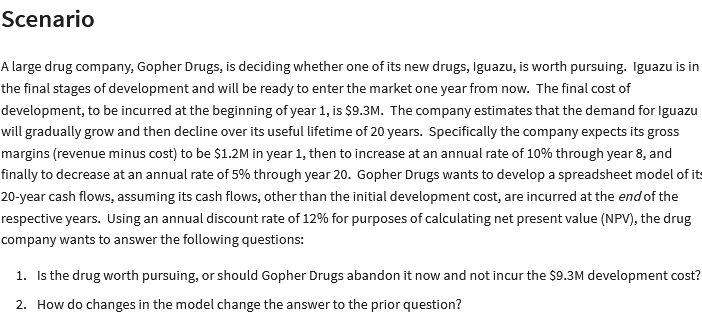 Scenario
A large drug company, Gopher Drugs, is deciding whether one of its new drugs, Iguazu, is worth pursuing. Iguazu is in
the final stages of development and will be ready to enter the market one year from now. The final cost of
development, to be incurred at the beginning of year 1, is $9.3M. The company estimates that the demand for Iguazu
will gradually grow and then decline over its useful lifetime of 20 years. Specifically the company expects its gross
margins (revenue minus cost) to be $1.2M in year 1, then to increase at an annual rate of 10% through year 8, and
finally to decrease at an annual rate of 5% through year 20. Gopher Drugs wants to develop a spreadsheet model of its
20-year cash flows, assuming its cash flows, other than the initial development cost, are incurred at the end of the
respective years. Using an annual discount rate of 12% for purposes of calculating net present value (NPV), the drug
company wants to answer the following questions:
1. Is the drug worth pursuing, or should Gopher Drugs abandon it now and not incur the $9.3M development cost?
2. How do changes in the model change the answer to the prior question?